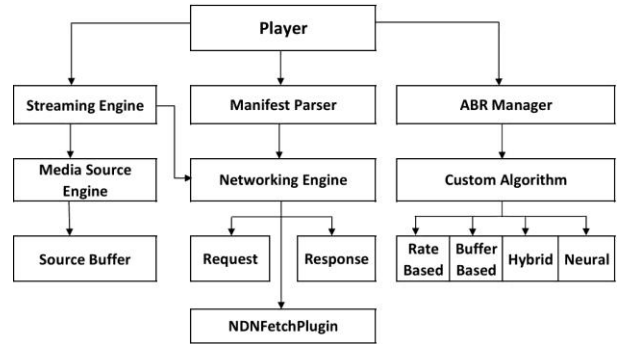 Player
Streaming Engine
Manifest Parser
ABR Manager
Media Source
Engine
Networking Engine
Custom Algorithm
Source Buffer
Request
Response
Rate
Based
Buffer
Based
Hybrid
Neural
NDNFetchPlugin